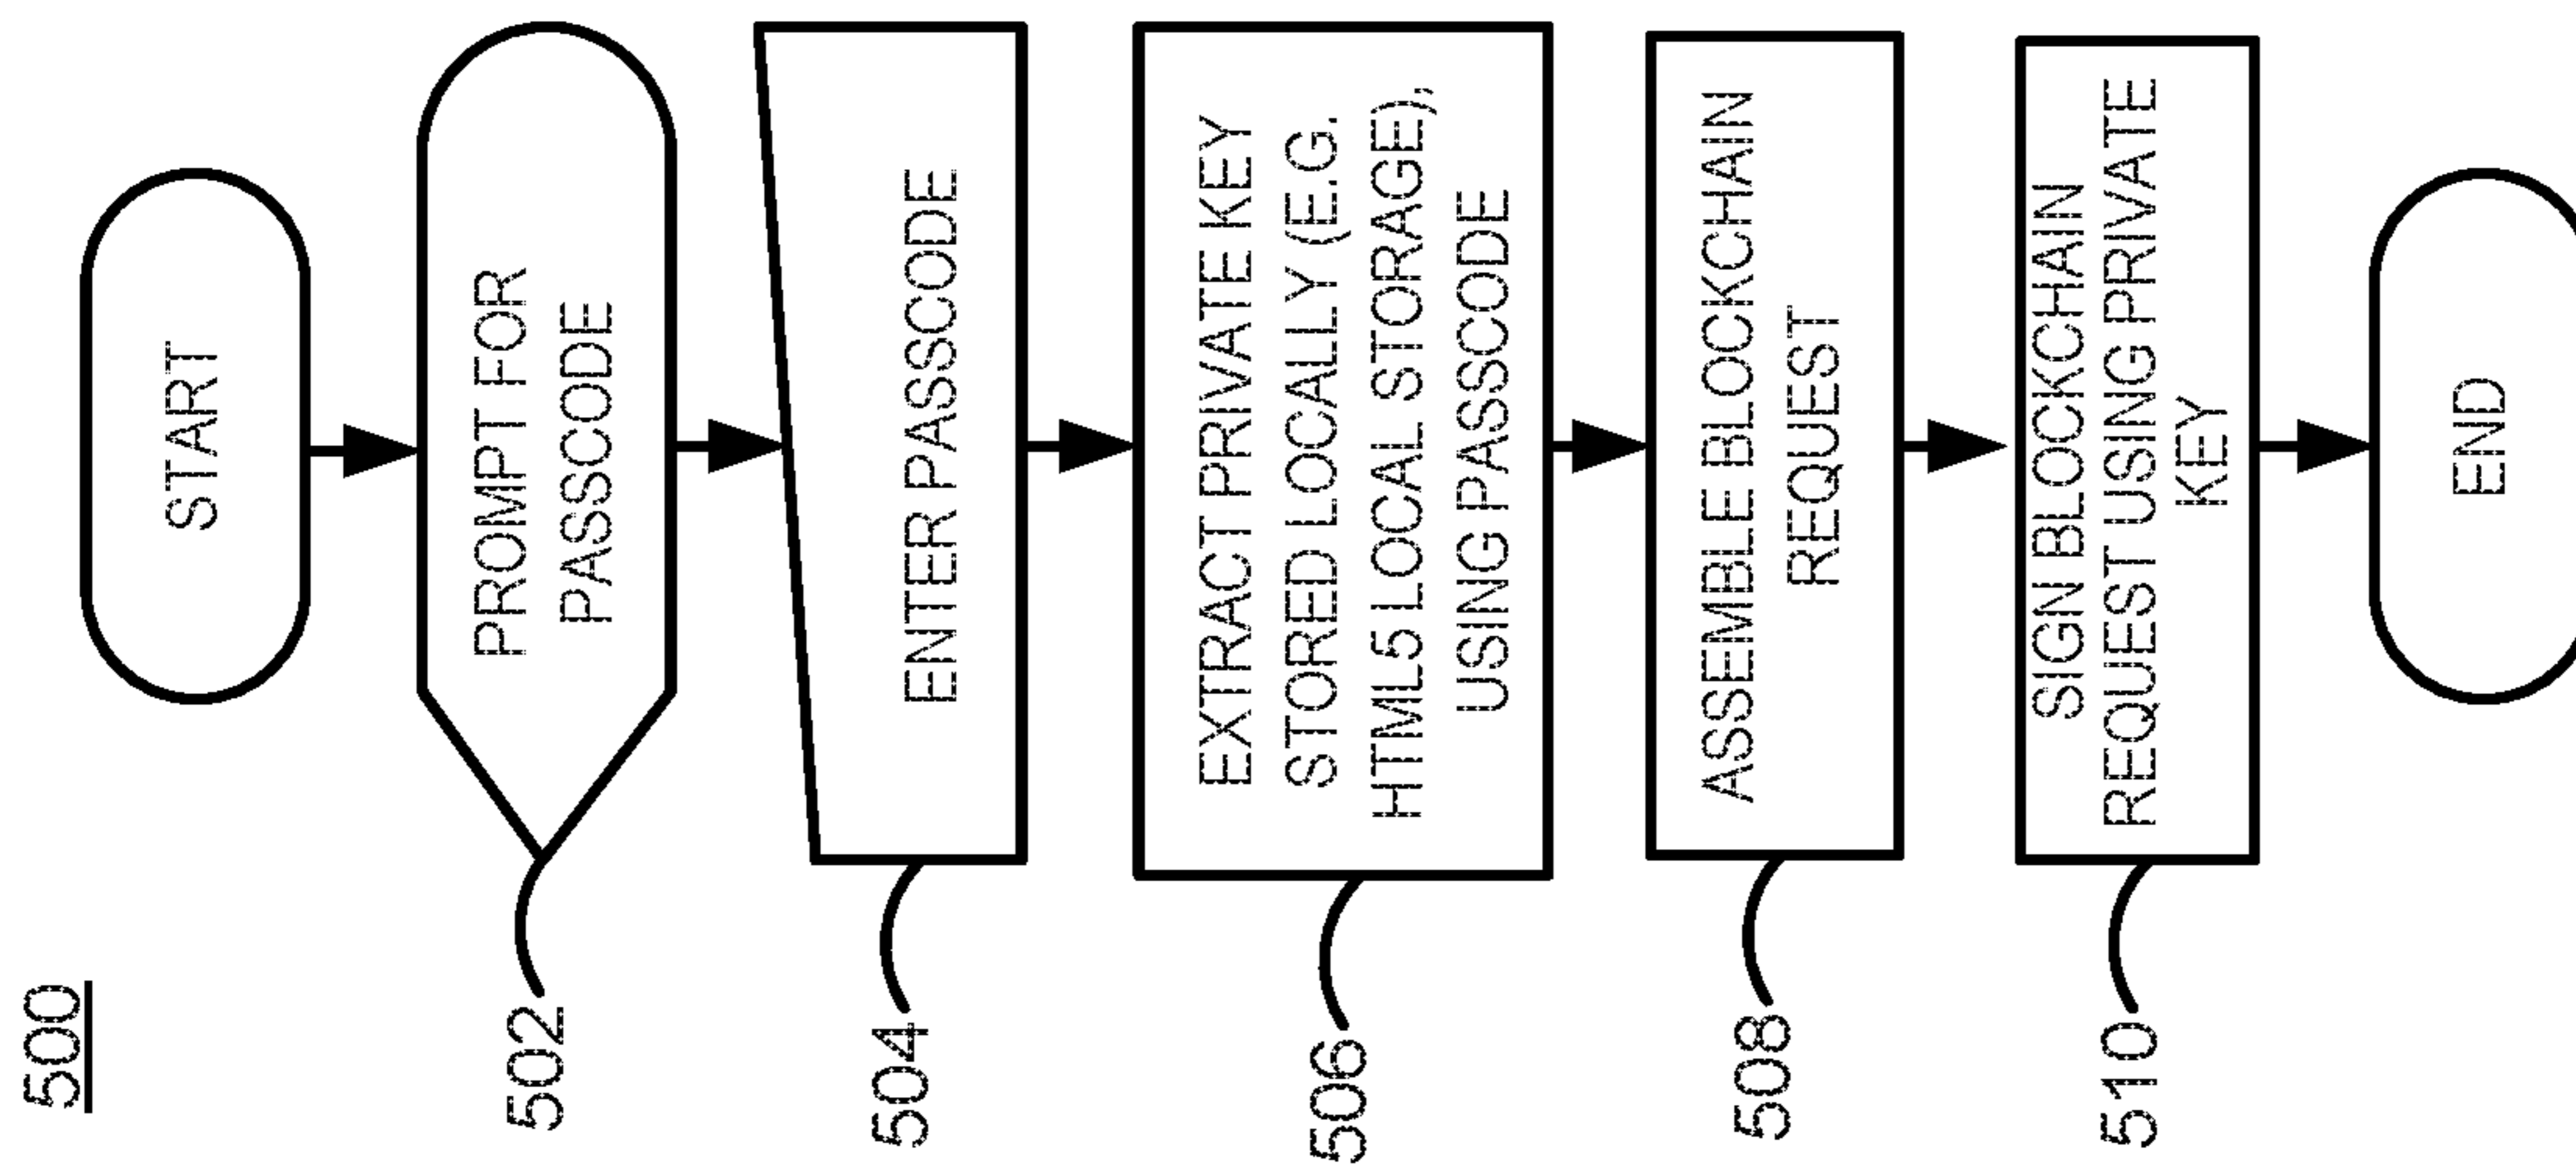 500
START
502
PROMPT FOR
PASSCODE
504
ENTER PASSCODE
506
EXTRACT PRIVATE KEY
STORED LOCALLY (E.G.
HTML5 LOCAL STORAGE),
USING PASSCODE
508
ASSEMBLE BLOCKCHAIN
REQUEST
510
SIGN BLOCKCHAIN
REQUEST USING PRIVATE
KEY
END